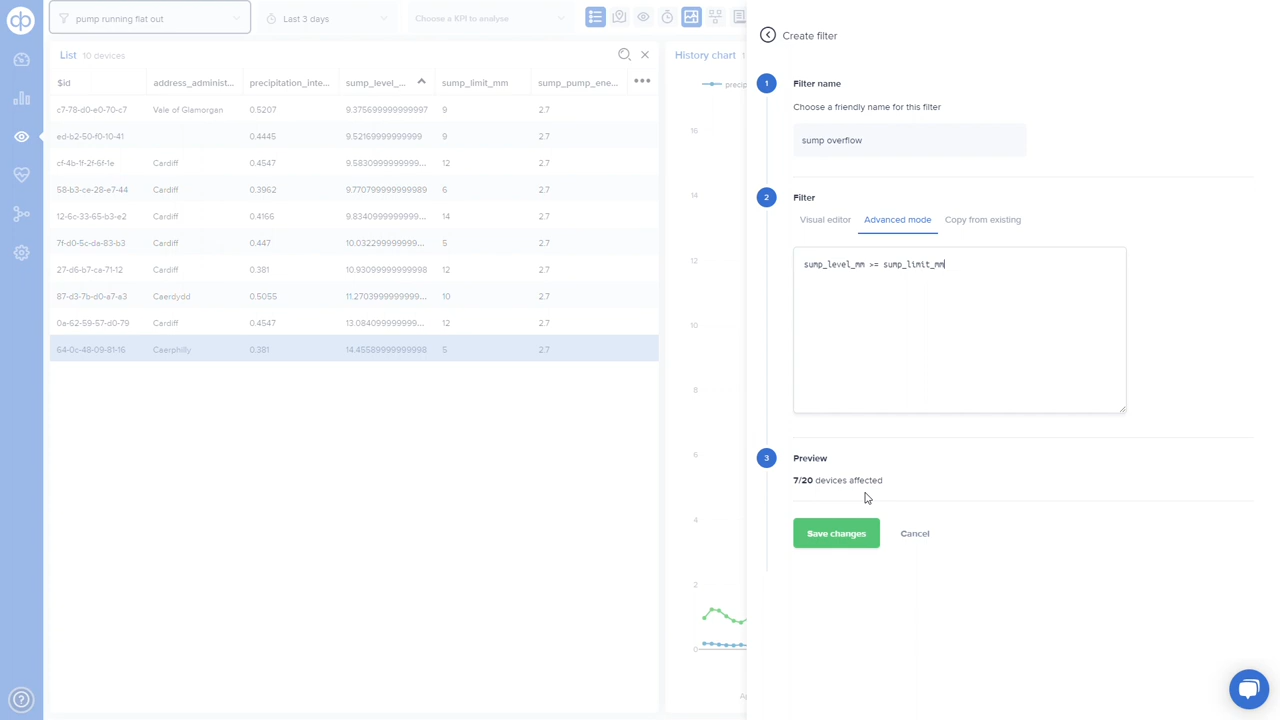 pump running flat out
Last 3 days
Choose a KPI to analyse
List 10 devices
$id address_administ... precipitation_inte... sump_level_... sump_limit_mm sump_pump_ene...
c7-78-d0-e0-70-c7 Vale of Glamorgan 0.5207 9.375699999999997 9 2.7
ed-b2-50-f0-10-41 0.4445 9.52169999999 9 2.7
cf-4b-1f-2f-6f-1e Cardiff 0.4547 9.5830999999999... 12 2.7
58-b3-ce-28-e7-44 Cardiff 0.3962 9.770799999999989 6 2.7
12-6c-33-65-b3-e2 Cardiff 0.4166 9.8340999999999... 14 2.7
7f-d0-5c-da-83-b3 Cardiff 0.447 10.032299999999... 5 2.7
27-d6-b7-ca-71-12 Cardiff 0.381 10.93099999999998 12 2.7
87-d3-7b-d0-a7-a3 Caerdydd 0.5055 11.2703999999999... 10 2.7
0a-62-59-57-d0-79 Cardiff 0.4547 13.084099999999... 12 2.7
64-0c-48-09-81-16 Caerphilly 0.381 14.45589999999998 5 2.7
History chart 1
precip
16
14
12
10
8
6
4
2
0
Create filter
1 Filter name
Choose a friendly name for this filter
sump overflow
2 Filter
Visual editor Advanced mode Copy from existing
sump_level_mm >= sump_limit_mm
3 Preview
7/20 devices affected
Save changes Cancel